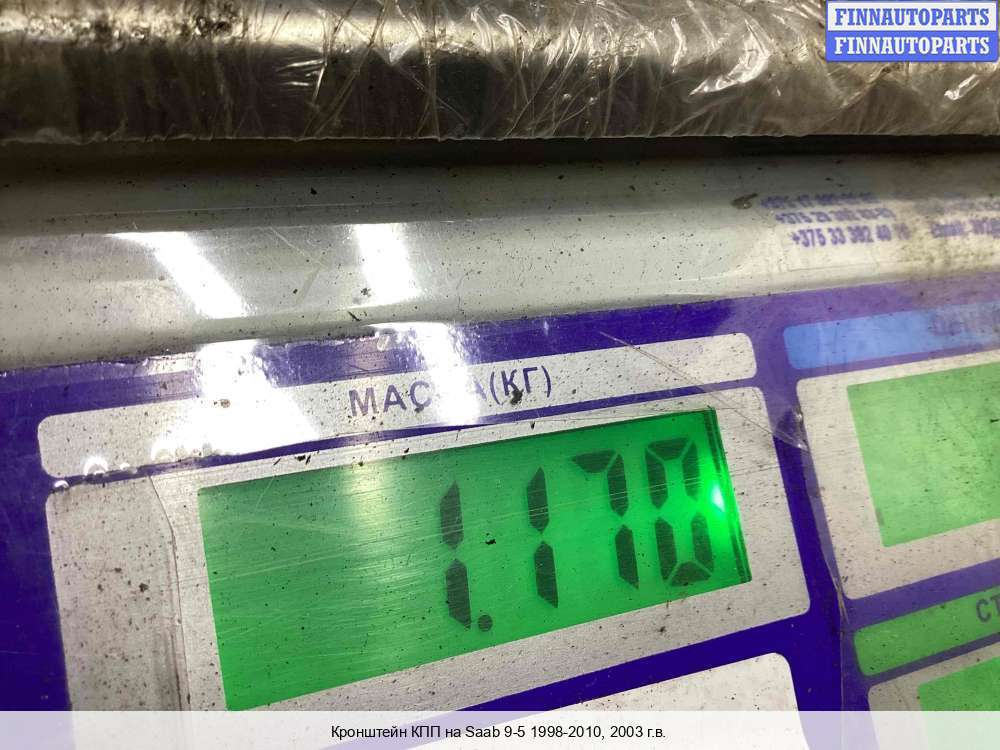 FINNAUTOPARTS
FINNAUTOPARTS
+375 33 382 40
МАССА(КГ)
1.170
СТ
Кронштейн КПП на Saab 9-5 1998-2010, 2003 г.в.